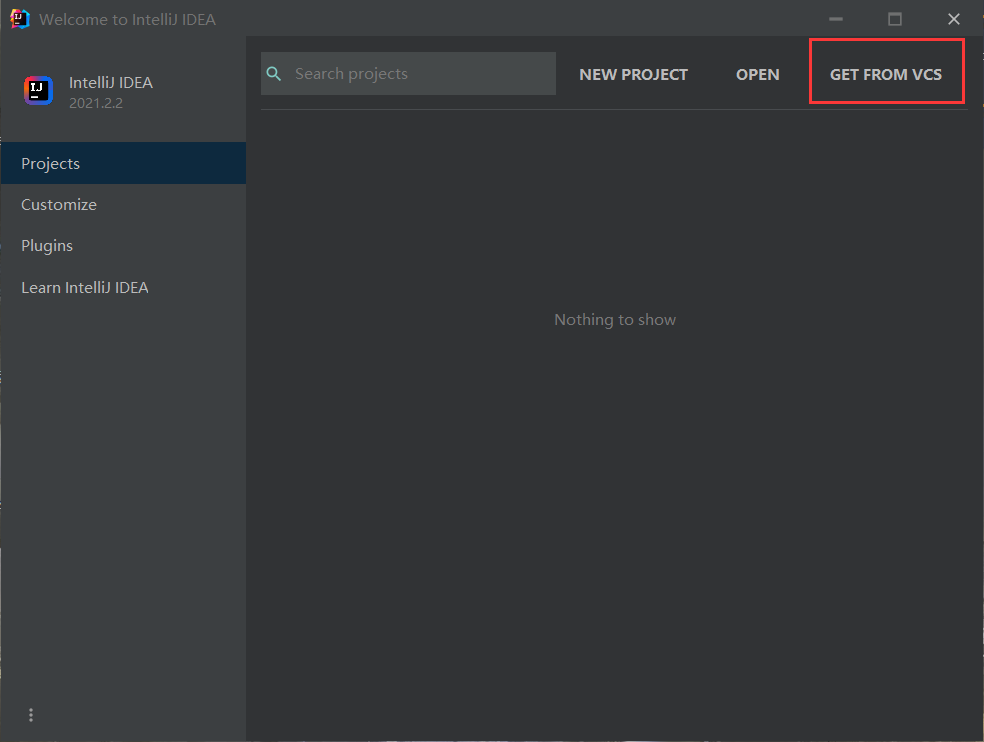 Welcome to IntelliJ IDEA
IntelliJ IDEA
2021.2.2
Search projects
NEW PROJECT
OPEN
GET FROM VCS
Projects
Customize
Plugins
Learn IntelliJ IDEA
Nothing to show